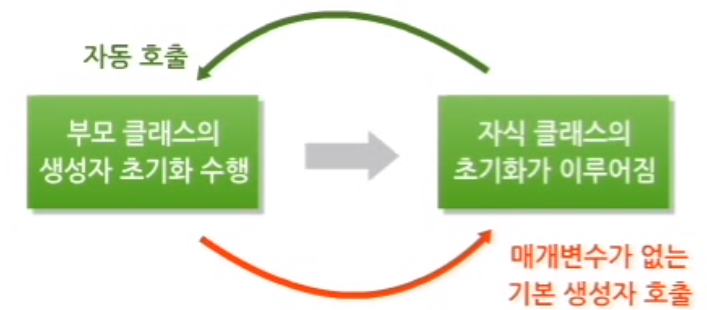 자동 호출
부모 클래스의
생성자 초기화 수행
자식 클래스의
초기화가 이루어짐
매개변수가 없는
기본 생성자 호출